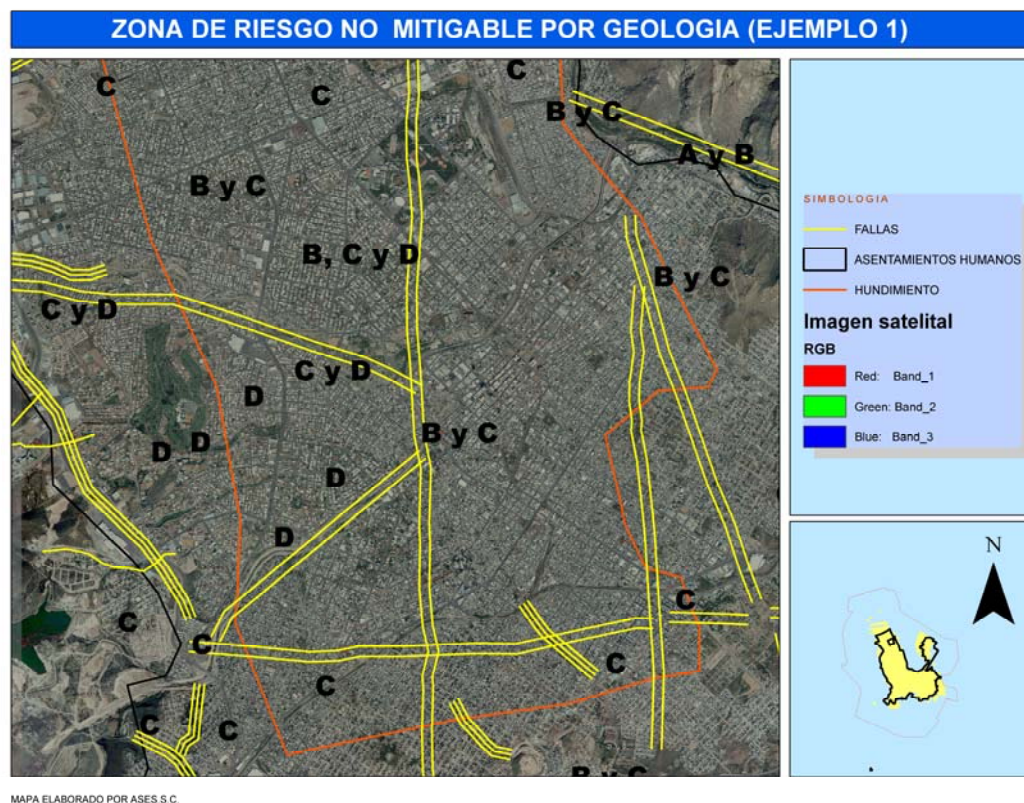 ZONA DE RIESGO NO MITIGABLE POR GEOLOGIA (EJEMPLO 1)
C
C
C
B y C
A y B
B y C
B, C y D
B y C
C y D
C y D
D
B y C
D
D
D
D
C
C
C
C
C
C
C
B y C
SIMBOLOGIA
FALLAS
ASENTAMIENTOS HUMANOS
HUNDIMIENTO
Imagen satelital
RGB
Red: Band_1
Green: Band_2
Blue: Band_3
N
MAPA ELABORADO POR ASES S.C.